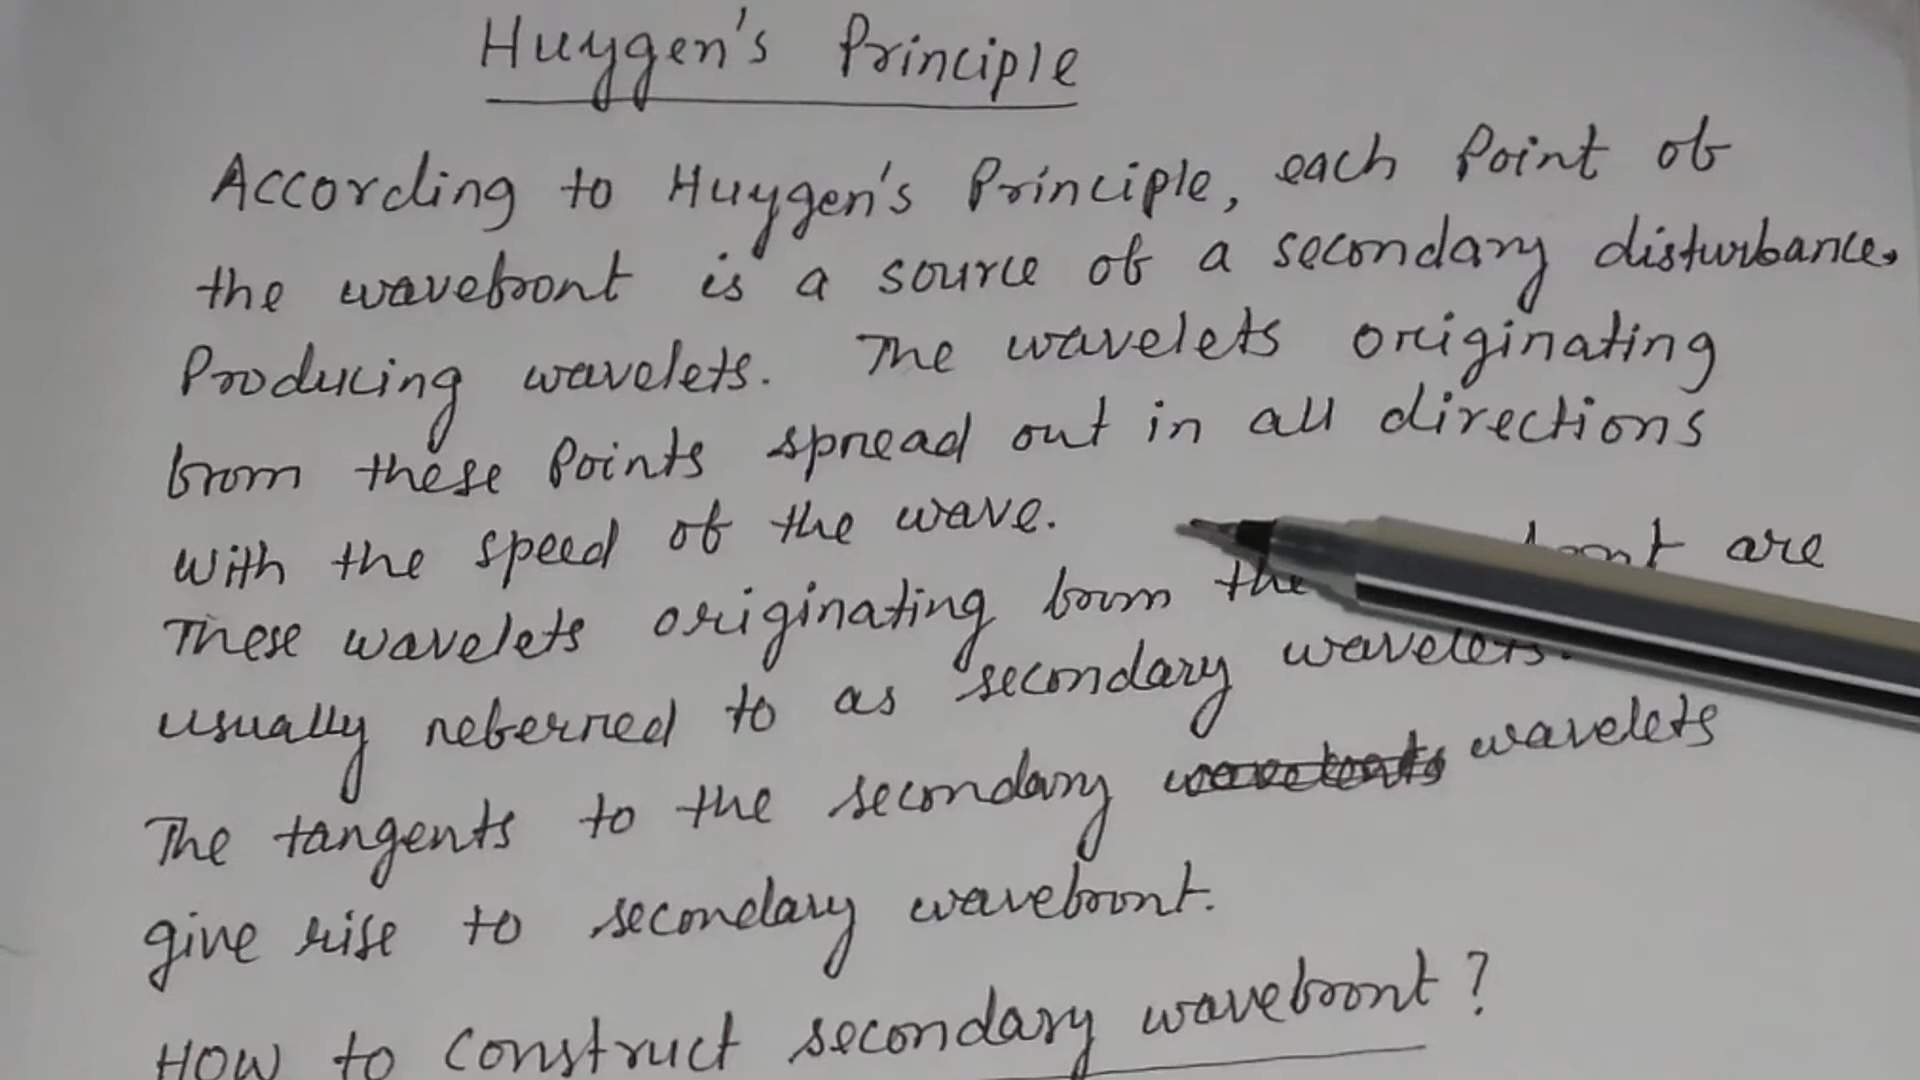 Huygen's Principle
According to Huygen's Principle, each Point of
the wavefront is a source of a secondary disturbance.
Producing wavelets. The wavelets originating
from these Points spread out in all directions
with the speed of the wave.
These wavelets originating from the are
usually referred to as secondary wavelets.
The tangents to the secondary wavelets
give rise to secondary wavefront.
HOW to construct secondary wavefront?